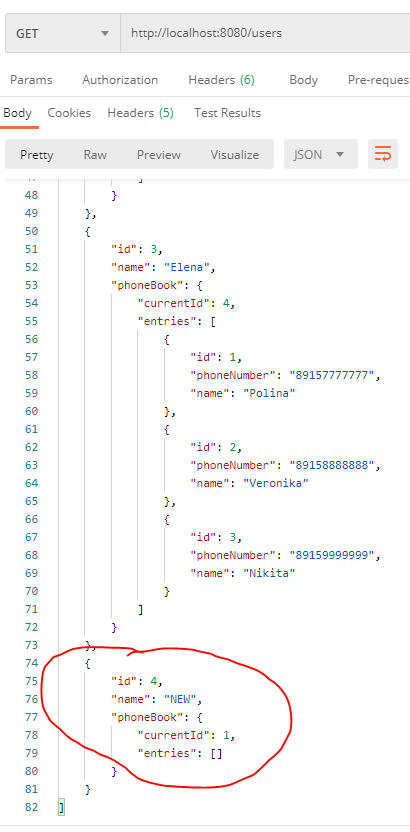 GET http://localhost:8080/users
Params Authorization Headers (6) Body Pre-reques
Body Cookies Headers (5) Test Results
Pretty Raw Preview Visualize JSON
48 }
49 },
50 {
51 "id": 3,
52 "name": "Elena",
53 "phoneBook": {
54 "currentId": 4,
55 "entries": [
56 {
57 "id": 1,
58 "phoneNumber": "89157777777",
59 "name": "Polina"
60 },
61 {
62 "id": 2,
63 "phoneNumber": "89158888888",
64 "name": "Veronika"
65 },
66 {
67 "id": 3,
68 "phoneNumber": "89159999999",
69 "name": "Nikita"
70 }
71 ]
72 }
73 },
74 {
75 "id": 4,
76 "name": "NEW",
77 "phoneBook": {
78 "currentId": 1,
79 "entries": []
80 }
81 }
82 ]